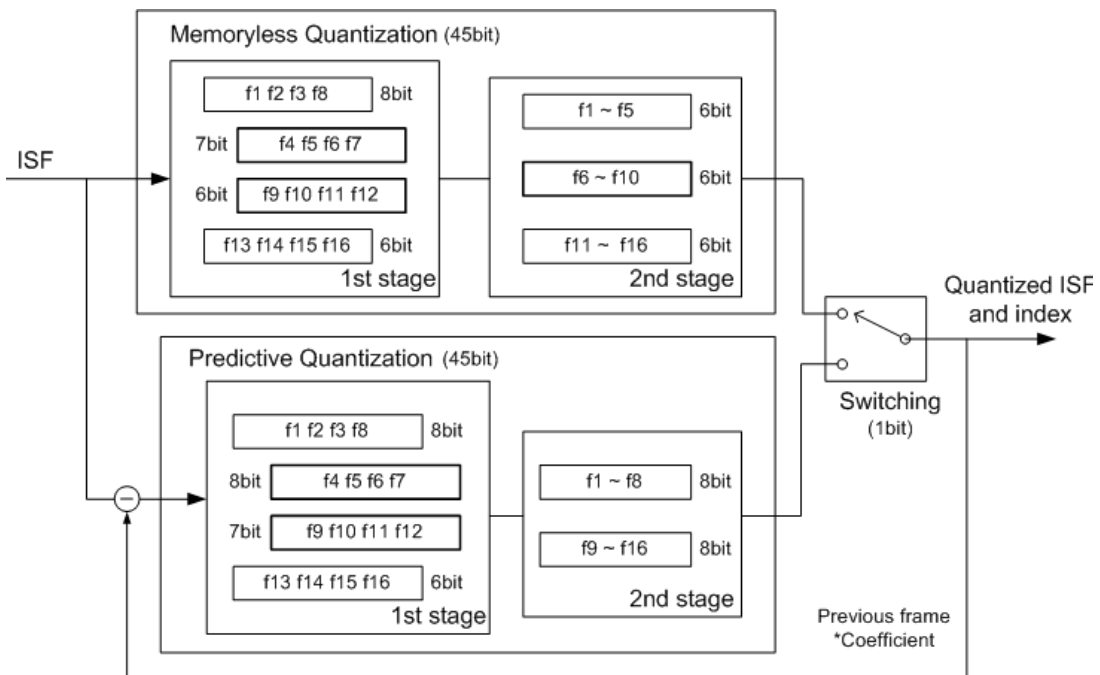 Memoryless Quantization (45bit)
f1 f2 f3 f8 8bit
7bit f4 f5 f6 f7
6bit f9 f10 f11 f12
f13 f14 f15 f16 6bit
1st stage
f1 ~ f5 6bit
f6 ~ f10 6bit
f11 ~ f16 6bit
2nd stage
ISF
Predictive Quantization (45bit)
f1 f2 f3 f8 8bit
8bit f4 f5 f6 f7
7bit f9 f10 f11 f12
f13 f14 f15 f16 6bit
1st stage
f1 ~ f8 8bit
f9 ~ f16 8bit
2nd stage
Quantized ISF
and index
Switching
(1bit)
Previous frame
*Coefficient